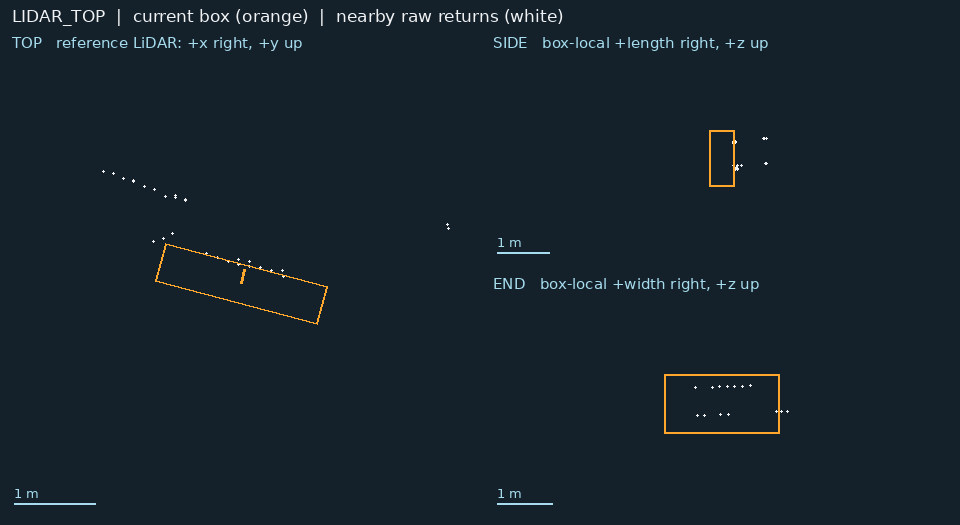 LIDAR_TOP | current box (orange) | nearby raw returns (white)
TOP reference LiDAR: +x right, +y up
SIDE box-local +length right, +z up
1 m
END box-local +width right, +z up
1 m
1 m